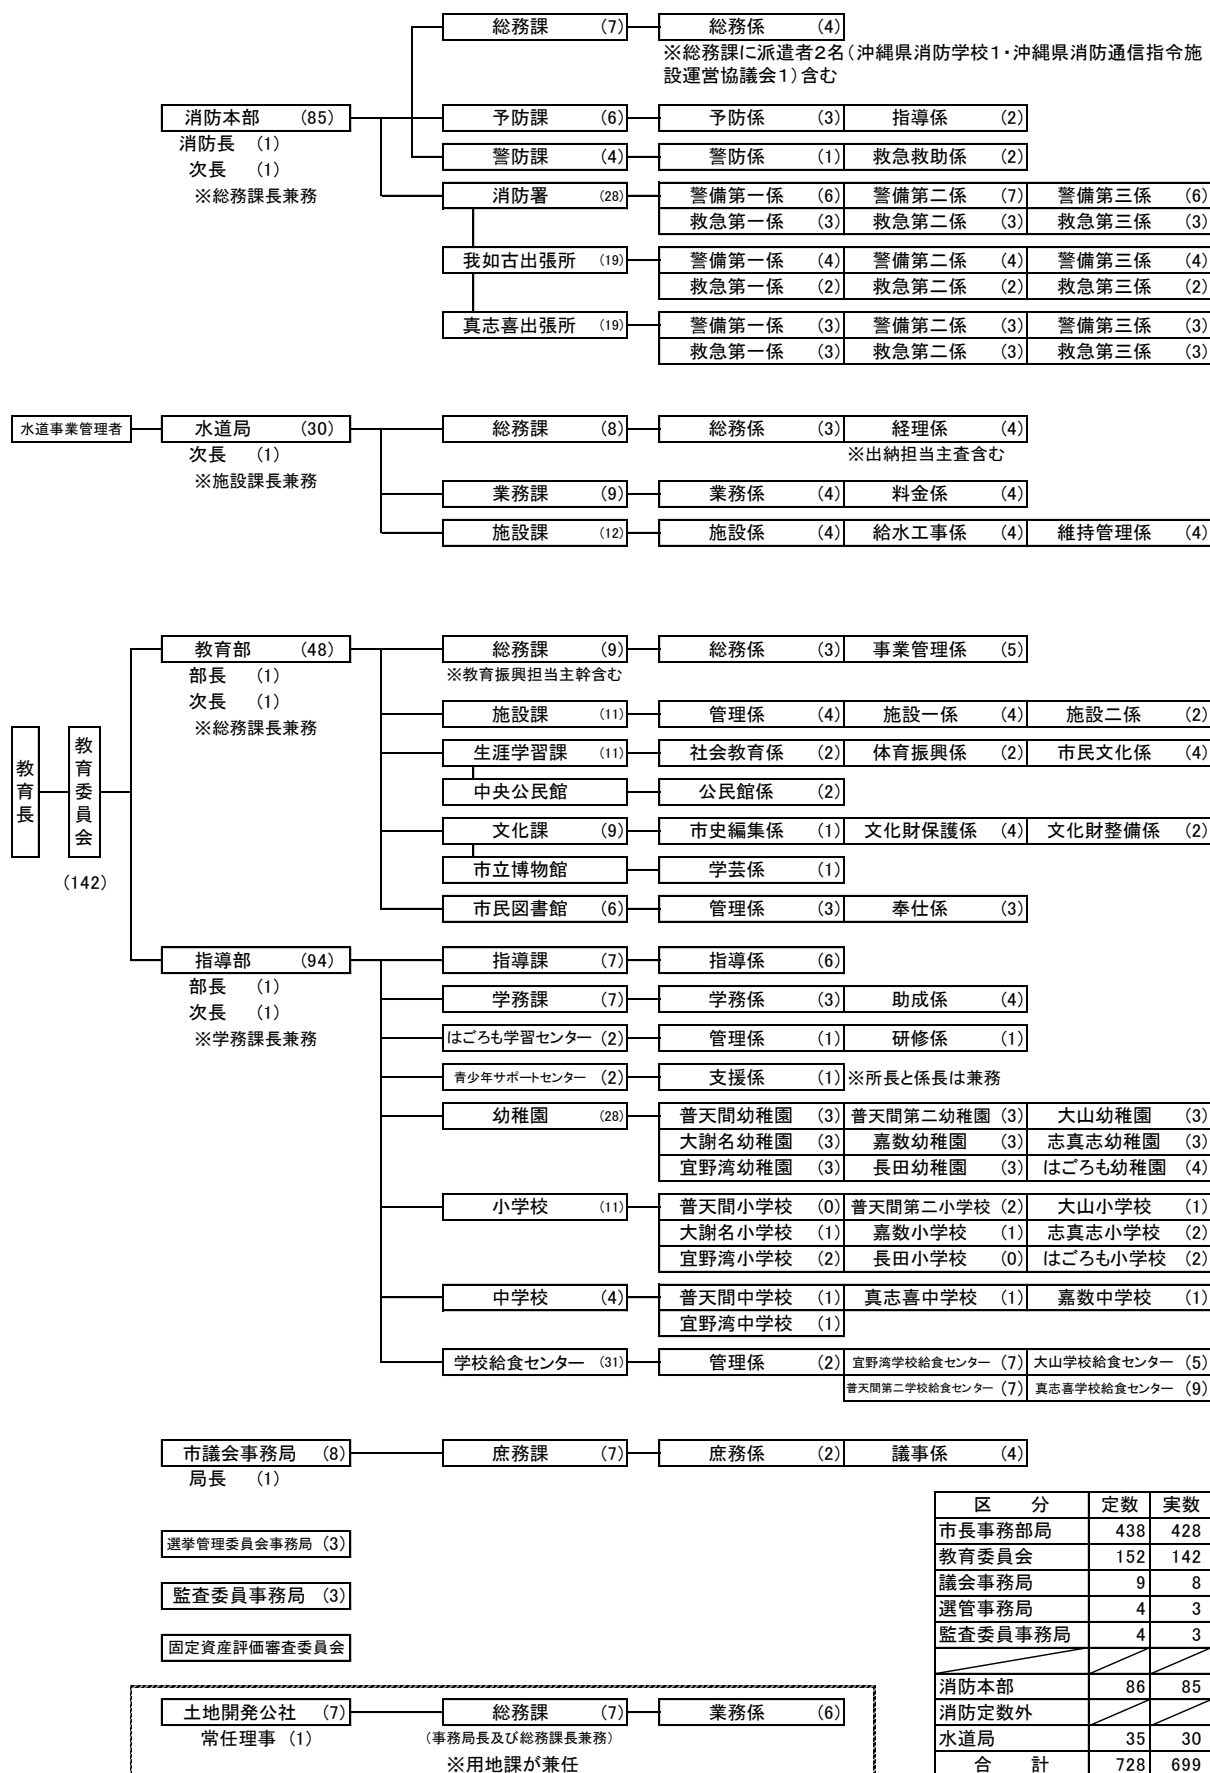 総務課 (7) 総務係 (4)
※総務課に派遣者2名(沖縄県消防学校1・沖縄県消防通信指令施
設運営協議会1)含む
消防本部 (85) 予防課 (6) 予防係 (3) 指導係 (2)
消防長 (1)
警防課 (4) 警防係 (1) 救急救助係 (2)
次長 (1)
※総務課長兼務 消防署 (28) 警備第一係 (6) 警備第二係 (7) 警備第三係 (6)
救急第一係 (3) 救急第二係 (3) 救急第三係 (3)
我如古出張所 (19) 警備第一係 (4) 警備第二係 (4) 警備第三係 (4)
救急第一係 (2) 救急第二係 (2) 救急第三係 (2)
真志喜出張所 (19) 警備第一係 (3) 警備第二係 (3) 警備第三係 (3)
救急第一係 (3) 救急第二係 (3) 救急第三係 (3)
水道事業管理者 水道局 (30) 総務課 (8) 総務係 (3) 経理係 (4)
次長 (1) ※出納担当主査含む
※施設課長兼務
業務課 (9) 業務係 (4) 料金係 (4)
施設課 (12) 施設係 (4) 給水工事係 (4) 維持管理係 (4)
教育長
教育委員会
(142)
教育部 (48) 総務課 (9) 総務係 (3) 事業管理係 (5)
部長 (1) ※教育振興担当主幹含む
次長 (1)
※総務課長兼務
施設課 (11) 管理係 (4) 施設一係 (4) 施設二係 (2)
生涯学習課 (11) 社会教育係 (2) 体育振興係 (2) 市民文化係 (4)
中央公民館 公民館係 (2)
文化課 (9) 市史編集係 (1) 文化財保護係 (4) 文化財整備係 (2)
市立博物館 学芸係 (1)
市民図書館 (6) 管理係 (3) 奉仕係 (3)
指導部 (94) 指導課 (7) 指導係 (6)
部長 (1)
次長 (1)
※学務課長兼務
学務課 (7) 学務係 (3) 助成係 (4)
はごろも学習センター (2) 管理係 (1) 研修係 (1)
青少年サポートセンター (2) 支援係 (1) ※所長と係長は兼務
幼稚園 (28) 普天間幼稚園 (3) 普天間第二幼稚園 (3) 大山幼稚園 (3)
大謝名幼稚園 (3) 嘉数幼稚園 (3) 志真志幼稚園 (3)
宜野湾幼稚園 (3) 長田幼稚園 (3) はごろも幼稚園 (4)
小学校 (11) 普天間小学校 (0) 普天間第二小学校 (2) 大山小学校 (1)
大謝名小学校 (1) 嘉数小学校 (1) 志真志小学校 (2)
宜野湾小学校 (2) 長田小学校 (0) はごろも小学校 (2)
中学校 (4) 普天間中学校 (1) 真志喜中学校 (1) 嘉数中学校 (1)
宜野湾中学校 (1)
学校給食センター (31) 管理係 (2) 宜野湾学校給食センター (7) 大山学校給食センター (5)
普天間第二学校給食センター (7) 真志喜学校給食センター (9)
市議会事務局 (8) 庶務課 (7) 庶務係 (2) 議事係 (4)
局長 (1)
選挙管理委員会事務局 (3)
監査委員事務局 (3)
固定資産評価審査委員会
土地開発公社 (7) 総務課 (7) 業務係 (6)
常任理事 (1) (事務局長及び総務課長兼務)
※用地課が兼任
区 分 定数 実数
市長事務部局 438 428
教育委員会 152 142
議会事務局 9 8
選管事務局 4 3
監査委員事務局 4 3
消防本部 86 85
消防定数外
水道局 35 30
合 計 728 699